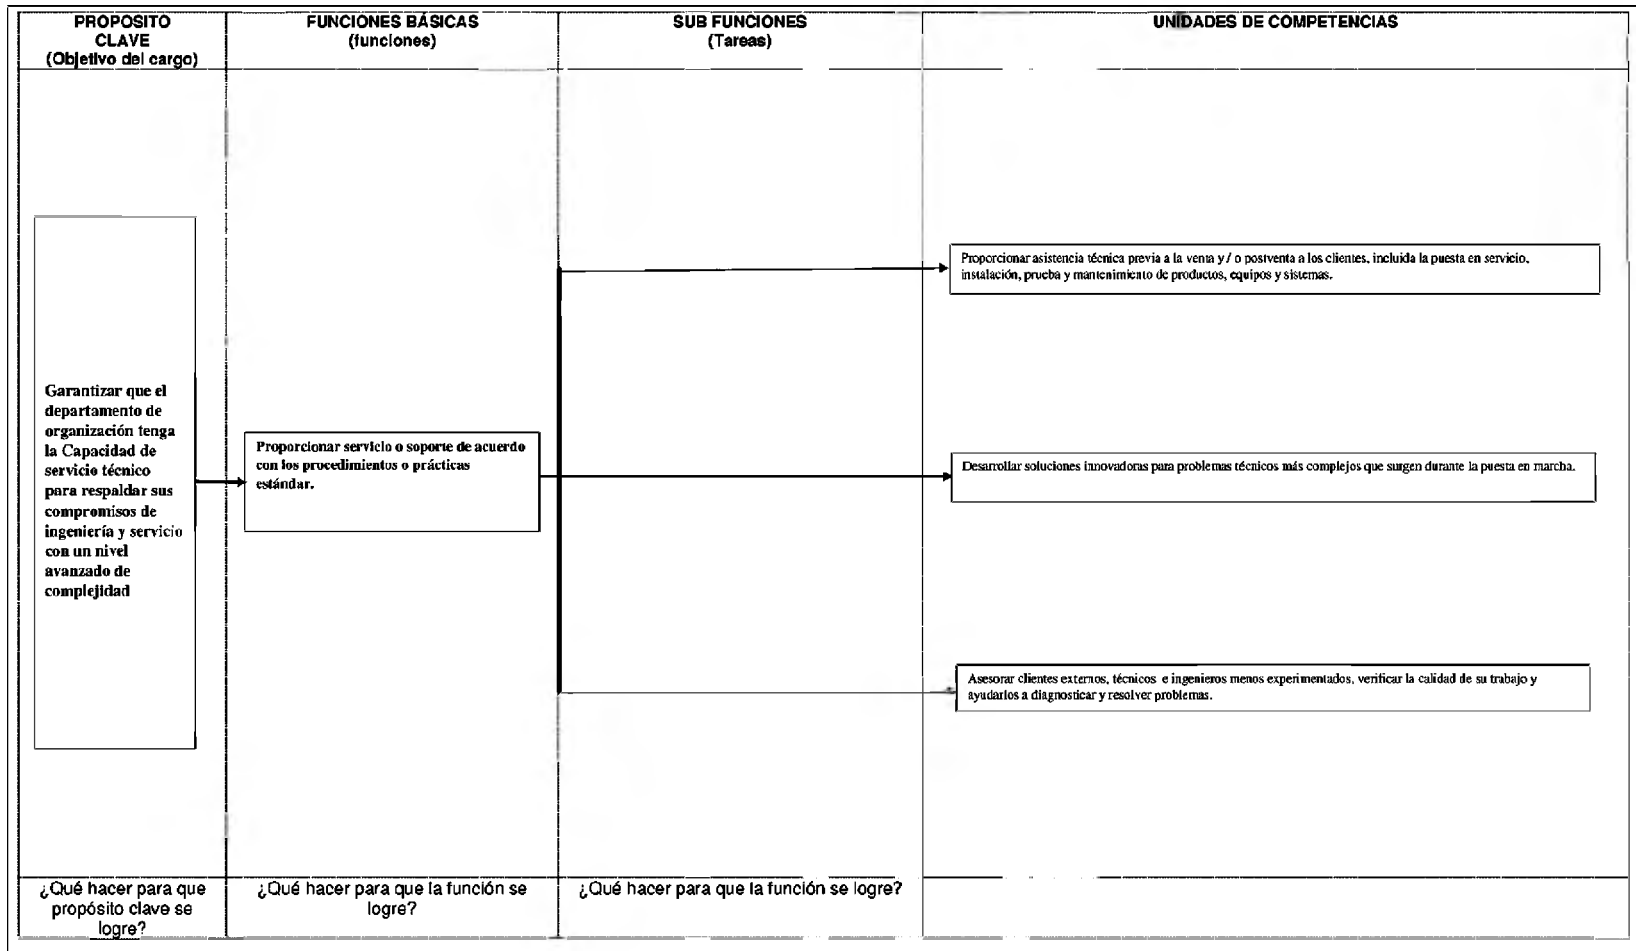 PROPOSITO
CLAVE
(Objetivo del cargo)
FUNCIONES BÁSICAS
(funciones)
SUB FUNCIONES
(Tareas)
UNIDADES DE COMPETENCIAS
Garantizar que el
departamento de
organización tenga
la Capacidad de
servicio técnico
para respaldar sus
compromisos de
ingeniería y servicio
con un nivel
avanzado de
complejidad
Proporcionar servicio o soporte de acuerdo
con los procedimientos o prácticas
estándar.
Proporcionar asistencia técnica previa a la venta y / o postventa a los clientes, incluida la puesta en servicio,
instalación, prueba y mantenimiento de productos, equipos y sistemas.
Desarrollar soluciones innovadoras para problemas técnicos más complejos que surgen durante la puesta en marcha.
Asesorar clientes externos, técnicos e ingenieros menos experimentados, verificar la calidad de su trabajo y
ayudarlos a diagnosticar y resolver problemas.
¿Qué hacer para que
propósito clave se
logre?
¿Qué hacer para que la función se
logre?
¿Qué hacer para que la función se logre?